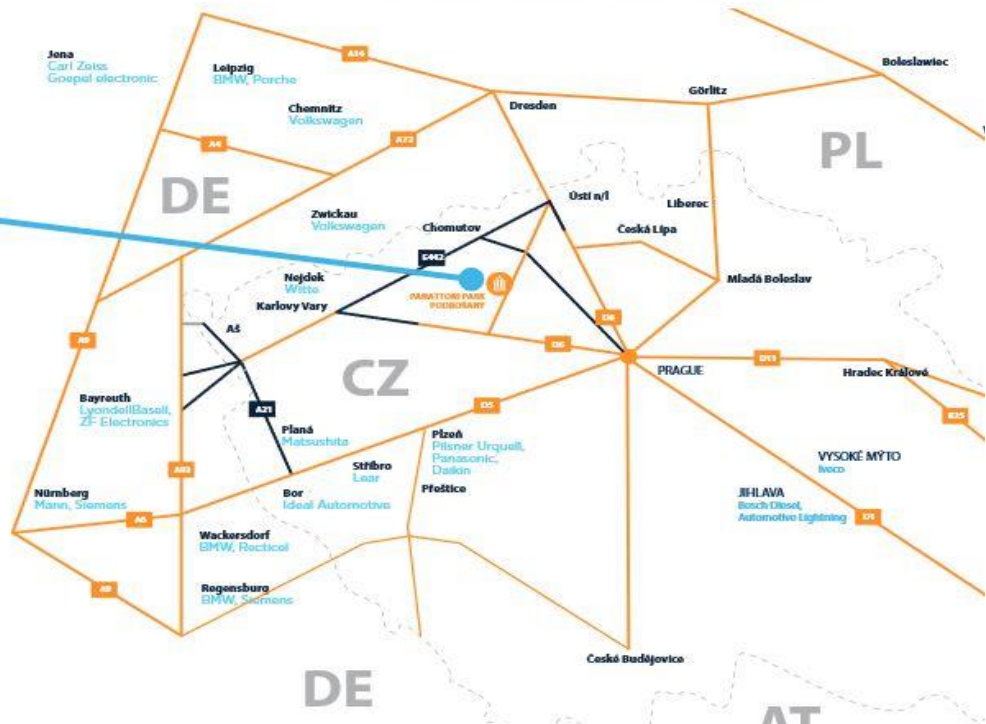 Jena
Carl Zeiss
Goepel electronic
Leipzig
BMW, Porche
A14
Boleslawiec
Görlitz
Dresden
Chemnitz
Volkswagen
A72
A4
PL
DE
Ústí n/l
Zwickau
Volkswagen
Chomutov
Liberec
Česká Lípa
E442
Nejdek
Witte
Mladá Boleslav
PARATTONI PARK
PODBOŘANY
Karlovy Vary
D8
Aš
A9
D6
PRAGUE
D11
Hradec Králové
CZ
Bayreuth
LyondellBasell,
ZF Electronics
A21
D5
E35
Planá
Matsushita
Plzeň
Pilsner Urquell,
Panasonic,
Daikin
VYSOKÉ MÝTO
Iveco
Stříbro
Lear
A93
Přeštice
Nürnberg
Mann, Siemens
Bor
Ideal Automotive
JIHLAVA
Bosch Diesel,
Automotive Lightning
A6
D1
Wackersdorf
BMW, Recticel
Regensburg
BMW, Siemens
České Budějovice
DE
AT